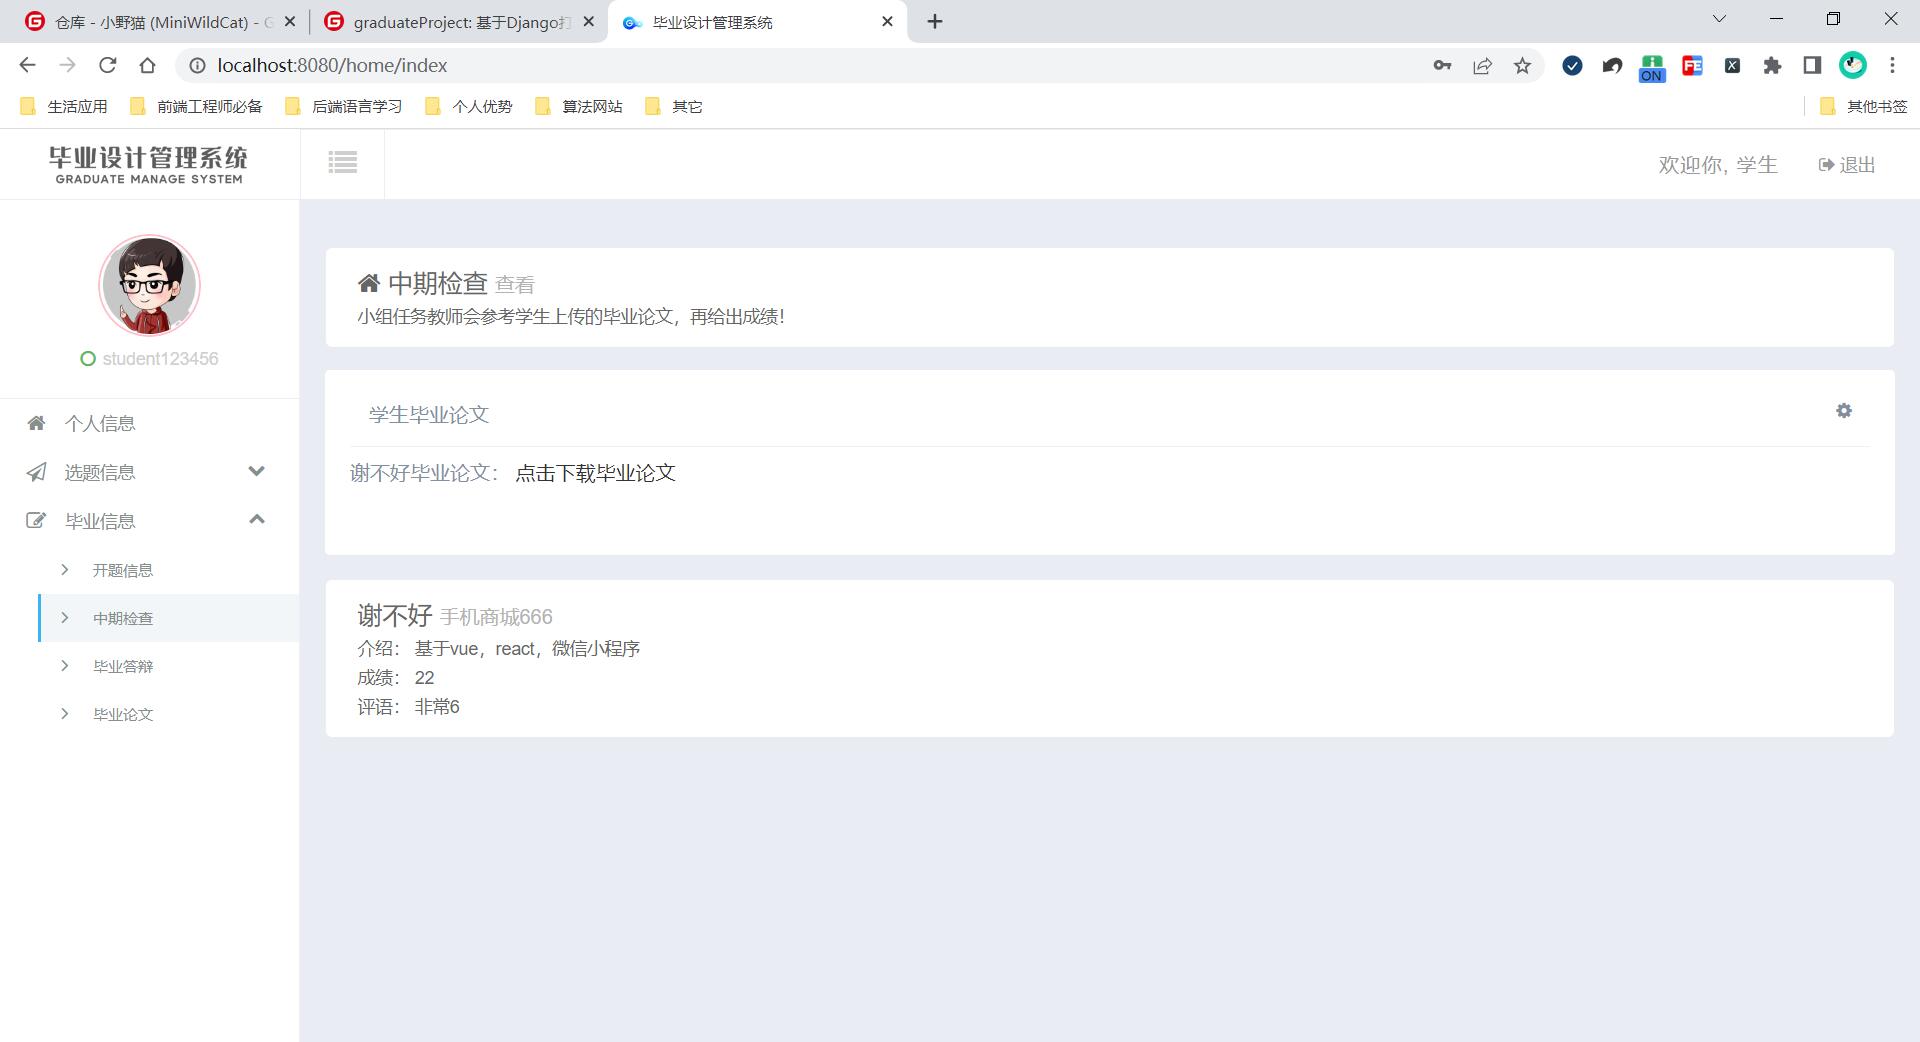 仓库 - 小野猫 (MiniWildCat) - G
graduateProject: 基于Django打
毕业设计管理系统
localhost:8080/home/index
ON
FE
X
生活应用
前端工程师必备
后端语言学习
个人优势
算法网站
其它
其他书签
毕业设计管理系统
GRADUATE MANAGE SYSTEM
欢迎你, 学生
退出
student123456
个人信息
选题信息
毕业信息
开题信息
中期检查
毕业答辩
毕业论文
中期检查 查看
小组任务教师会参考学生上传的毕业论文，再给出成绩！
学生毕业论文
谢不好毕业论文： 点击下载毕业论文
谢不好 手机商城666
介绍： 基于vue，react，微信小程序
成绩： 22
评语： 非常6